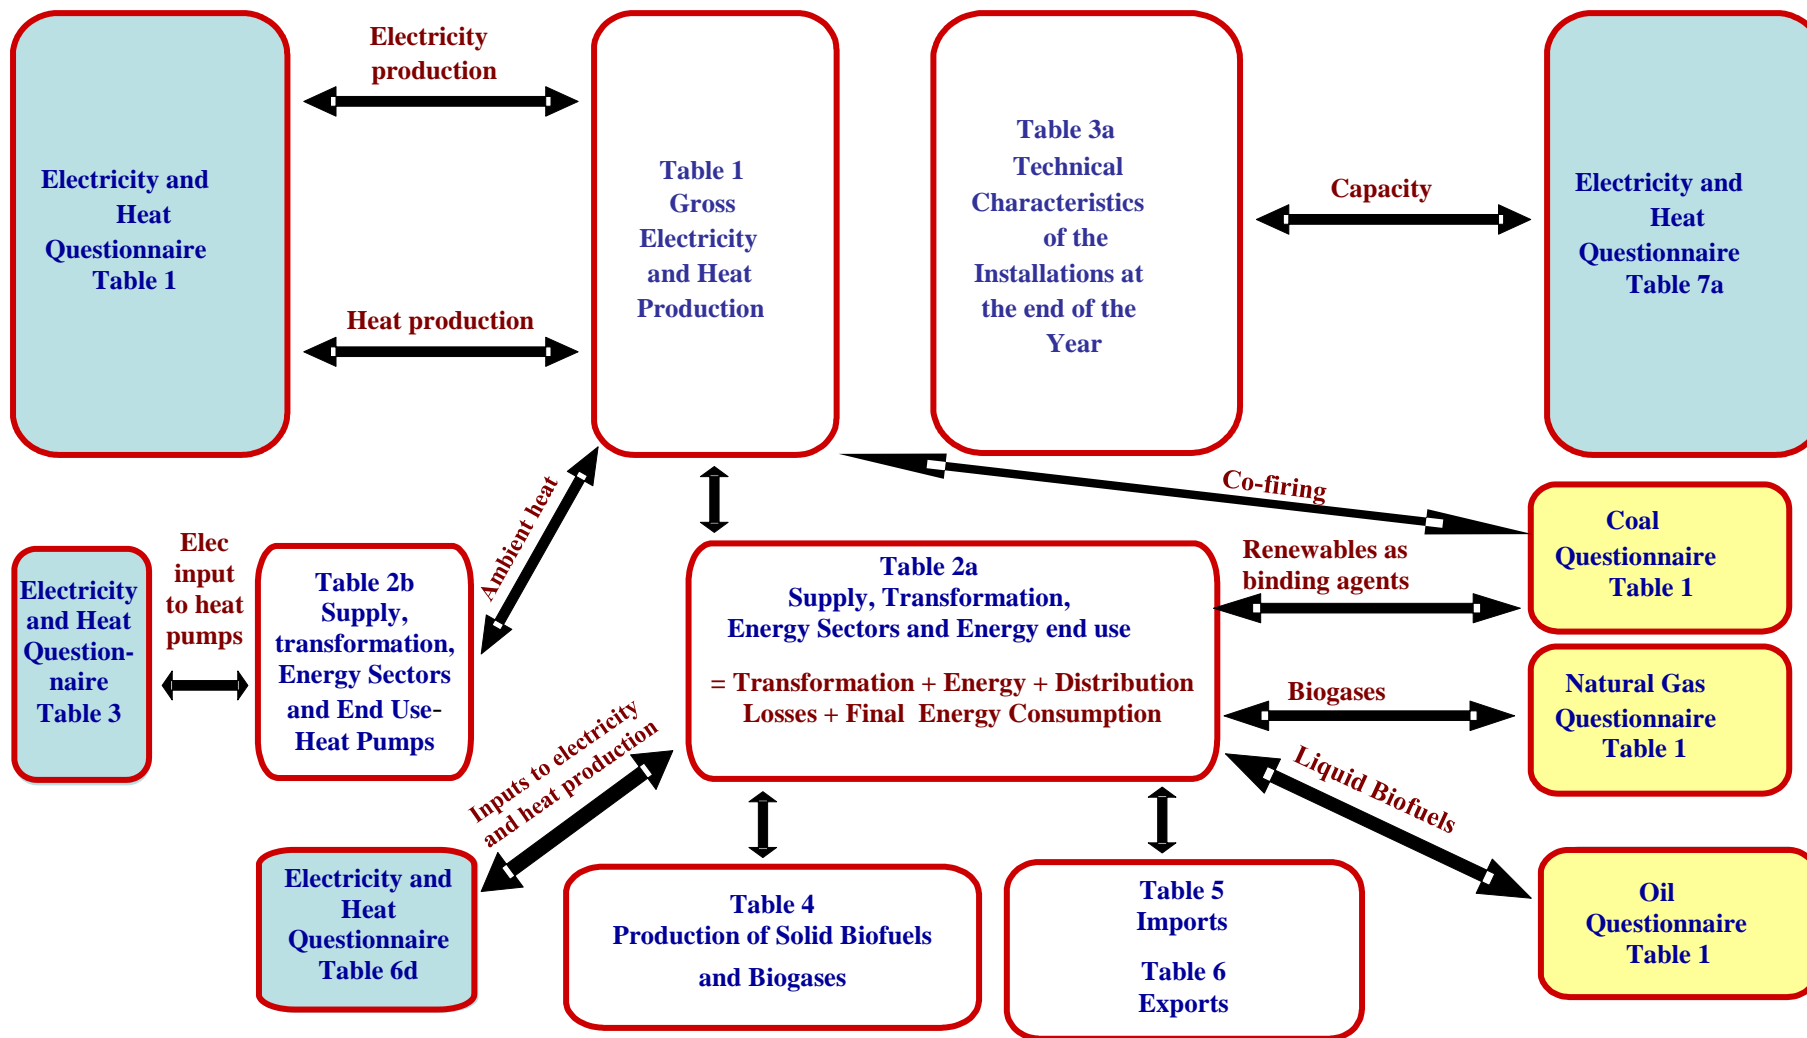 Electricity
production
Electricity and
Heat
Questionnaire
Table 1
Heat production
Table 1
Gross
Electricity
and Heat
Production
Table 3a
Technical
Characteristics
of the
Installations at
the end of the
Year
Capacity
Electricity and
Heat
Questionnaire
Table 7a
Ambient heat
Co-firing
Coal
Questionnaire
Table 1
Elec
input
to heat
pumps
Electricity
and Heat
Question-
naire
Table 3
Table 2b
Supply,
transformation,
Energy Sectors
and End Use-
Heat Pumps
Table 2a
Supply, Transformation,
Energy Sectors and Energy end use
= Transformation + Energy + Distribution
Losses + Final Energy Consumption
Renewables as
binding agents
Biogases
Natural Gas
Questionnaire
Table 1
Liquid Biofuels
Inputs to electricity
and heat production
Electricity and
Heat
Questionnaire
Table 6d
Table 4
Production of Solid Biofuels
and Biogases
Table 5
Imports
Table 6
Exports
Oil
Questionnaire
Table 1